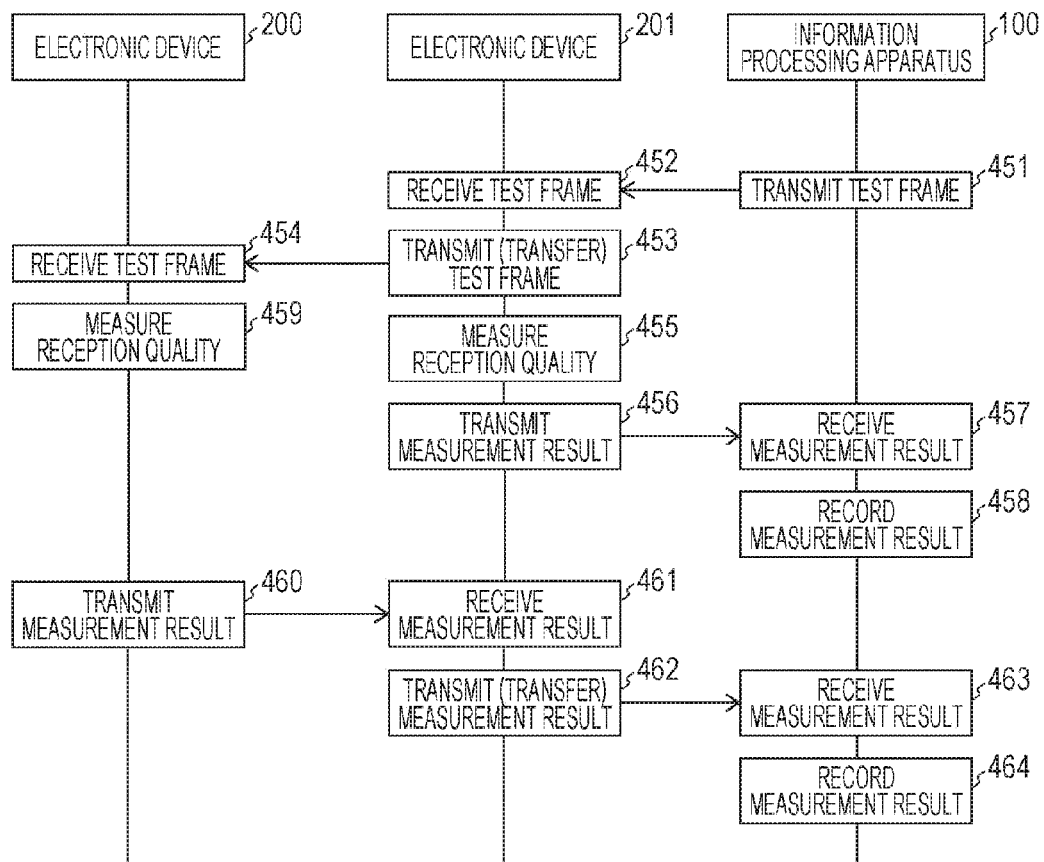 200
ELECTRONIC DEVICE
201
ELECTRONIC DEVICE
100
INFORMATION
PROCESSING APPARATUS
452
RECEIVE TEST FRAME
451
TRANSMIT TEST FRAME
454
RECEIVE TEST FRAME
453
TRANSMIT (TRANSFER)
TEST FRAME
459
MEASURE
RECEPTION QUALITY
455
MEASURE
RECEPTION QUALITY
456
TRANSMIT
MEASUREMENT RESULT
457
RECEIVE
MEASUREMENT RESULT
458
RECORD
MEASUREMENT RESULT
460
TRANSMIT
MEASUREMENT RESULT
461
RECEIVE
MEASUREMENT RESULT
462
TRANSMIT (TRANSFER)
MEASUREMENT RESULT
463
RECEIVE
MEASUREMENT RESULT
464
RECORD
MEASUREMENT RESULT